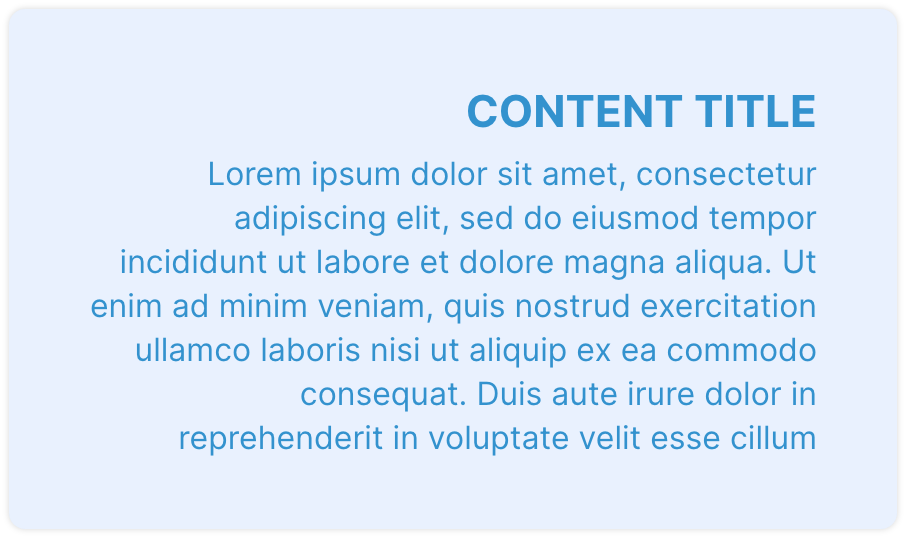 CONTENT TITLE
Lorem ipsum dolor sit amet, consectetur
adipiscing elit, sed do eiusmod tempor
incididunt ut labore et dolore magna aliqua. Ut
enim ad minim veniam, quis nostrud exercitation
ullamco laboris nisi ut aliquip ex ea commodo
consequat. Duis aute irure dolor in
reprehenderit in voluptate velit esse cillum